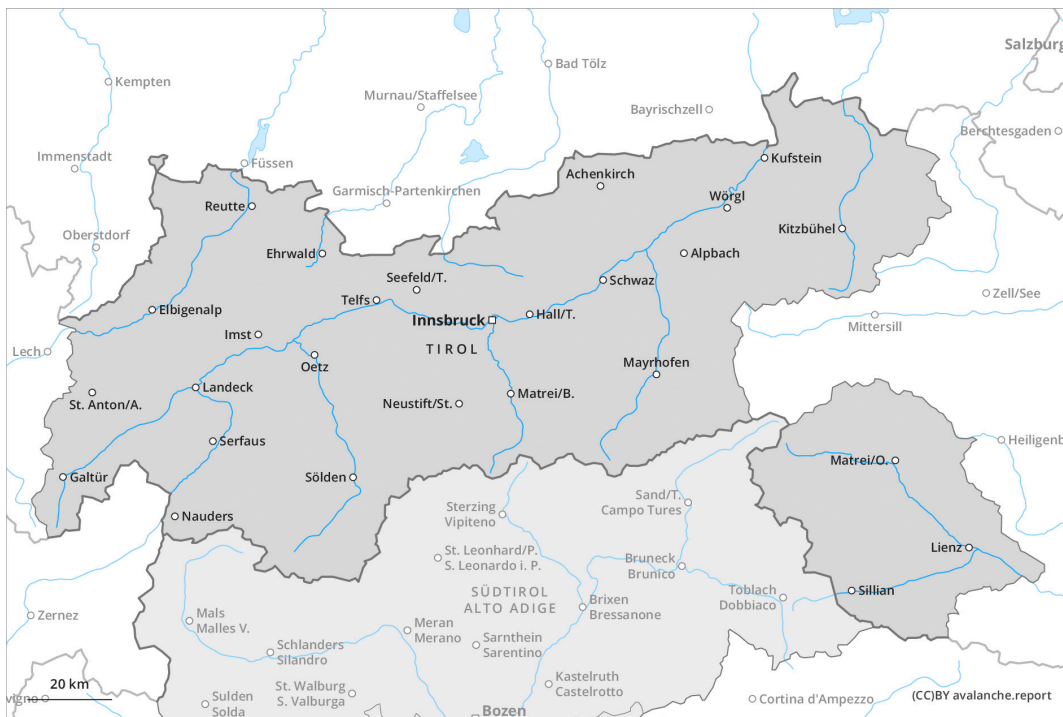 Salzburg
Kempten
Bad Tölz
Murnau/Staffelsee
Bayrischzell
Berchtesgaden
Immenstadt
Füssen
Kufstein
Achenkirch
Garmisch-Partenkirchen
Reutte
Wörgl
Oberstdorf
Kitzbühel
Ehrwald
Alpbach
Seefeld/T.
Schwaz
Telfs
Zell/See
Elbigenalp
Innsbruck
Hall/T.
Mittersill
Imst
TIROL
Lech
Oetz
Mayrhofen
Landeck
St. Anton/A.
Neustift/St.
Matrei/B.
Serfaus
Heiligenb
Matrei/O.
Galtür
Sölden
Sand/T.
Campo Tures
Sterzing
Vipiteno
Nauders
Lienz
St. Leonhard/P.
S. Leonardo i. P.
Bruneck
Brunico
SÜDTIROL
ALTO ADIGE
Toblach
Dobbiaco
Sillian
Brixen
Bressanone
Zernez
Mals
Malles V.
Meran
Merano
Sarnthein
Sarentino
Schlanders
Silandro
Kastelruth
Castelrotto
20 km
St. Walburg
S. Valburga
vigno
Sulden
Solda
Cortina d'Ampezzo
(CC)BY avalanche.report
Bozen